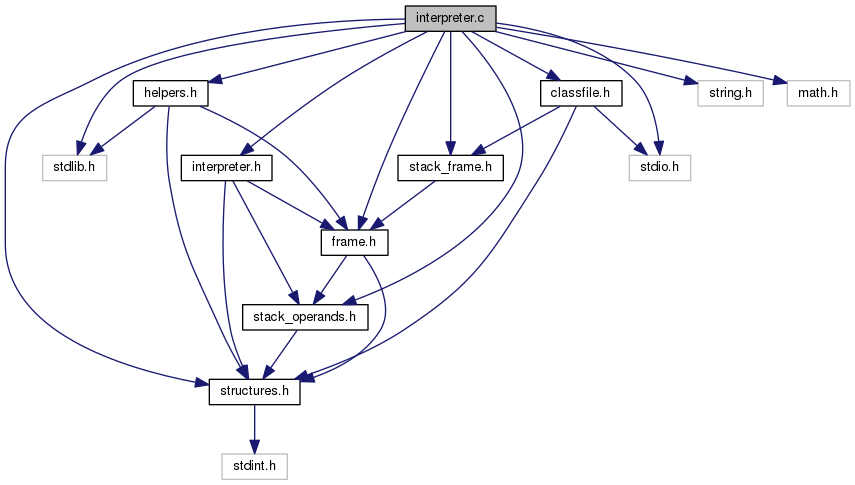 interpreter.c
helpers.h
classfile.h
string.h
math.h
stdlib.h
interpreter.h
stack_frame.h
stdio.h
frame.h
stack_operands.h
structures.h
stdint.h